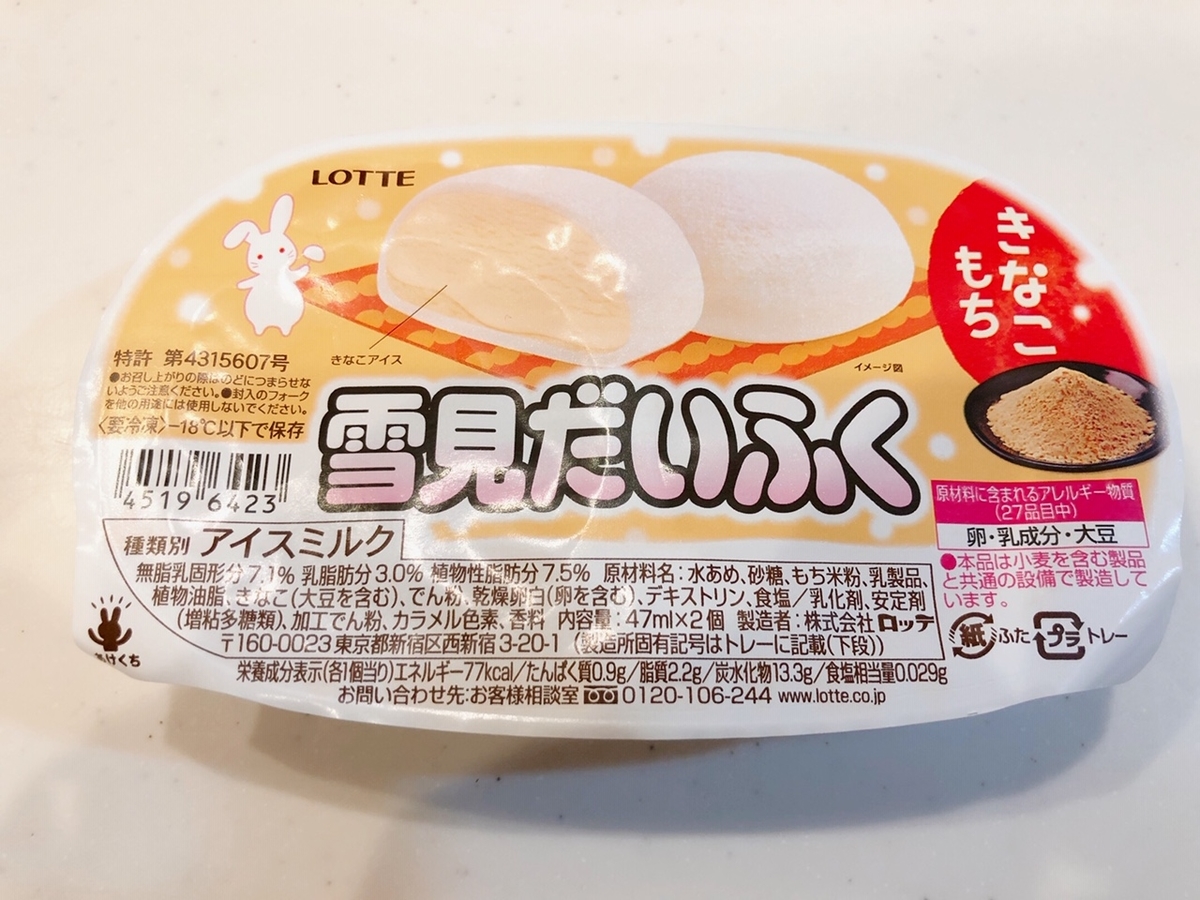 LOTTE
きなこ
もち
きなこアイス
イメージ図
特許 第4315607号
●お召し上がりの際はのどにつまらせな
いようご注意ください。●封入のフォーク
を他の用途には使用しないでください。
〈要冷凍〉-18℃以下で保存
雪見だいふく
4519 6423
原材料に含まれるアレルギー物質
(27品目中)
卵・乳成分・大豆
●本品は小麦を含む製品
と共通の設備で製造して
います。
種類別 アイスミルク
無脂乳固形分7.1% 乳脂肪分3.0% 植物性脂肪分7.5% 原材料名:水あめ、砂糖、もち米粉、乳製品、
植物油脂、きなこ(大豆を含む)、でん粉、乾燥卵白(卵を含む)、デキストリン、食塩/乳化剤、安定剤
(増粘多糖類)、加工でん粉、カラメル色素、香料 内容量:47ml×2個 製造者:株式会社ロッテ
〒160-0023 東京都新宿区西新宿3-20-1 (製造所固有記号はトレーに記載(下段))
紙 ふた プラ トレー
あけくち
栄養成分表示(各1個当り)エネルギー77kcal/たんぱく質0.9g/脂質2.2g/炭水化物13.3g/食塩相当量0.029g
お問い合わせ先:お客様相談室 0120-106-244 www.lotte.co.jp